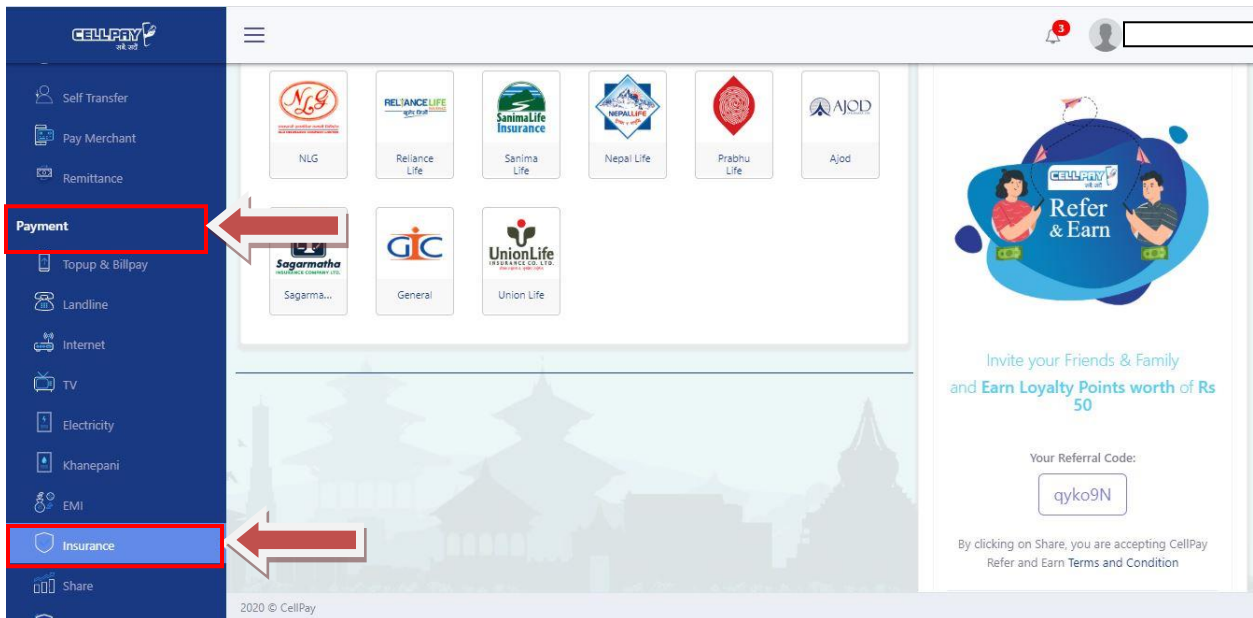 CELLPAY
सबै, सधैं
3
Self Transfer
Pay Merchant
Remittance
Payment
Topup & Billpay
Landline
Internet
TV
Electricity
Khanepani
EMI
Insurance
Share
NLG
NLG
RELIANCE LIFE
Reliance
Life
SanimaLife
Insurance
Sanima
Life
NEPALLIFE
Nepal Life
Prabhu
Life
AJOD
Ajod
Sagarmatha
INSURANCE COMPANY LTD.
Sagarma...
GIC
General
UnionLife
INSURANCE CO. LTD.
Union Life
2020 © CellPay
CELLPAY
Refer
& Earn
Invite your Friends & Family
and Earn Loyalty Points worth of Rs
50
Your Referral Code:
qyko9N
By clicking on Share, you are accepting CellPay
Refer and Earn Terms and Condition